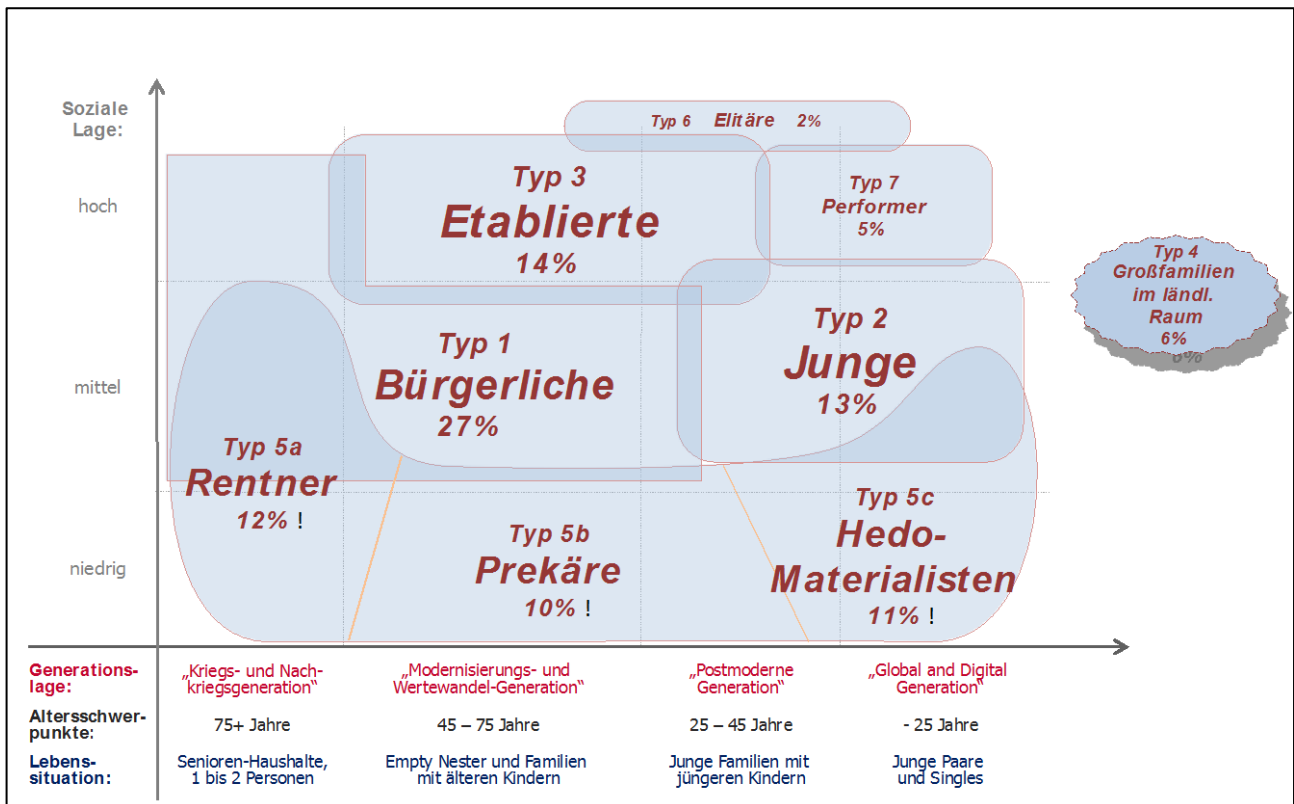 Soziale
Lage:
hoch
mittel
niedrig
Typ 6 Elitäre 2%
Typ 3
Etablierte
14%
Typ 7
Performer
5%
Typ 4
Großfamilien
im ländl.
Raum
6%
6%
Typ 1
Bürgerliche
27%
Typ 2
Junge
13%
Typ 5a
Rentner
12% !
Typ 5b
Prekäre
10% !
Typ 5c
Hedo-
Materialisten
11% !
Generations-
lage:
„Kriegs- und Nach-
kriegsgeneration“
„Modernisierungs- und
Wertewandel-Generation“
„Postmoderne
Generation“
„Global and Digital
Generation“
Altersschwer-
punkte:
75+ Jahre
45 – 75 Jahre
25 – 45 Jahre
- 25 Jahre
Lebens-
situation:
Senioren-Haushalte,
1 bis 2 Personen
Empty Nester und Familien
mit älteren Kindern
Junge Familien mit
jüngeren Kindern
Junge Paare
und Singles